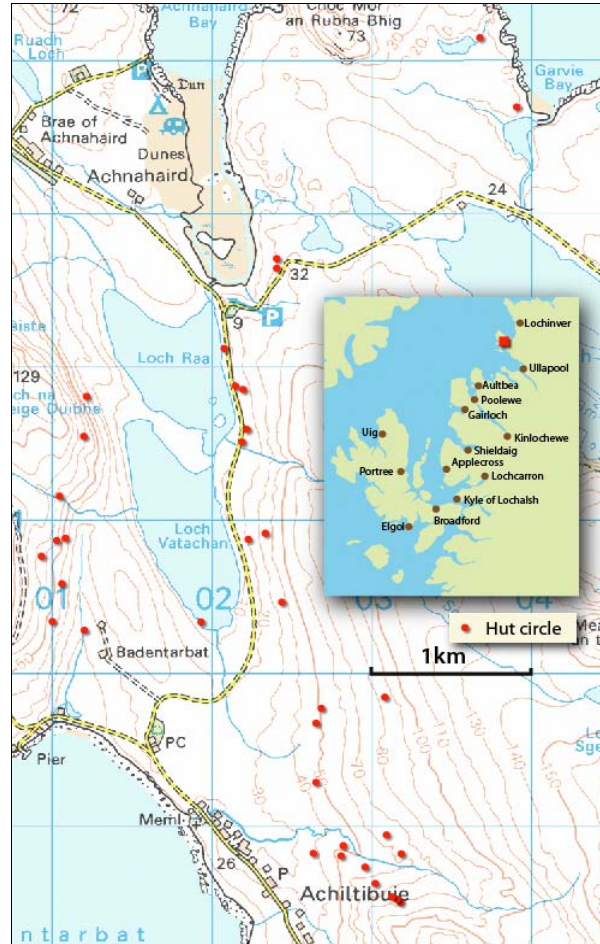 72
Achnahaird
Bay
Cnoc Mòr
an Rubha Bhig
73
Ruadh
Loch
P
Dun
Garvie
Bay
Brae of
Achnahaird
Dunes
Achnahaird
24
32
9
P
Loch Raa
129
Lochinver
Ullapool
Aultbea
Poolewe
Gairloch
Uig
Kinlochewe
Shieldaig
Applecross
Portree
Lochcarron
Kyle of Lochalsh
Broadford
Elgol
Loch
Vatachan
01
02
03
04
Hut circle
1km
Badentarbat
PC
Pier
Meml
26
P
Achiltibuie
ntarbat